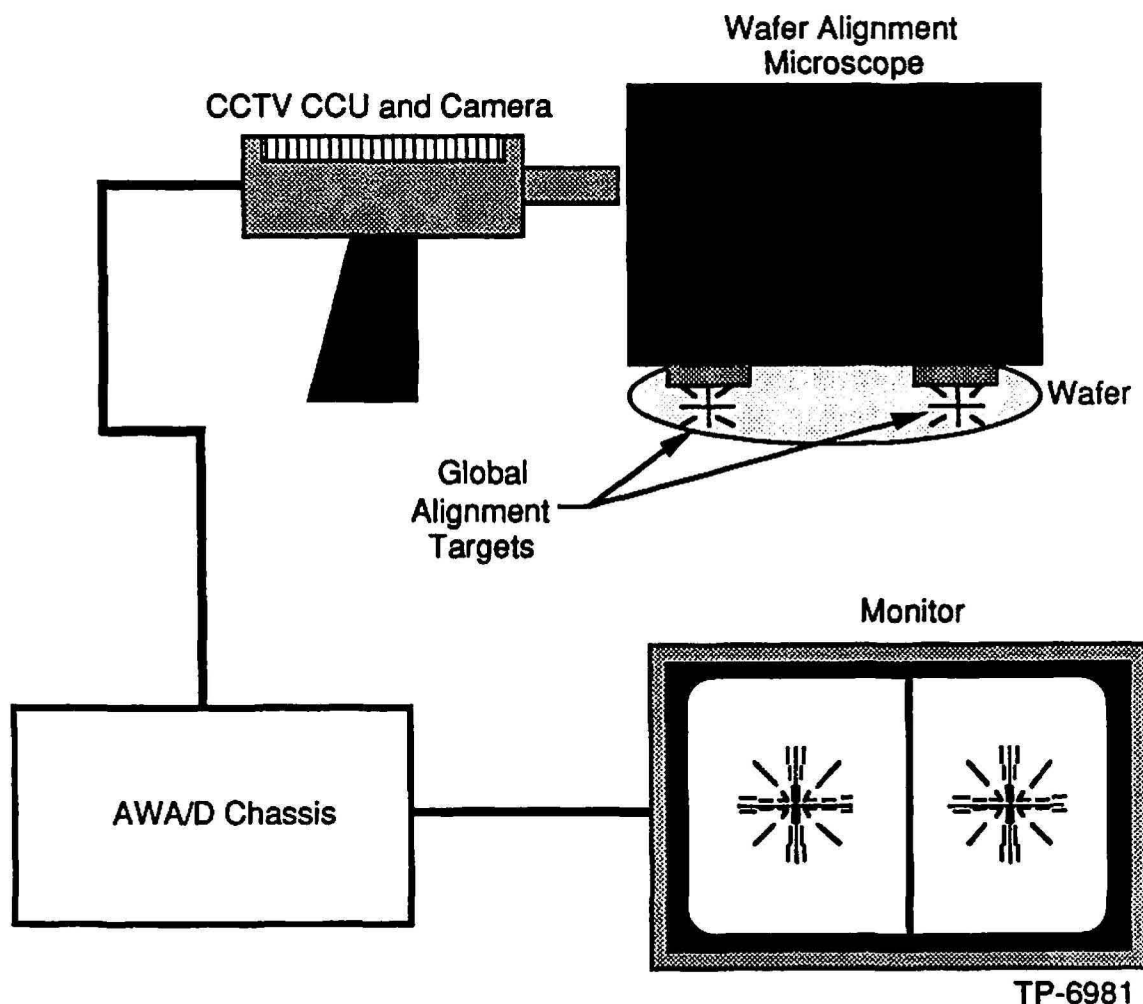 Wafer Alignment
Microscope
CCTV CCU and Camera
Wafer
Global
Alignment
Targets
Monitor
AWA/D Chassis
TP-6981